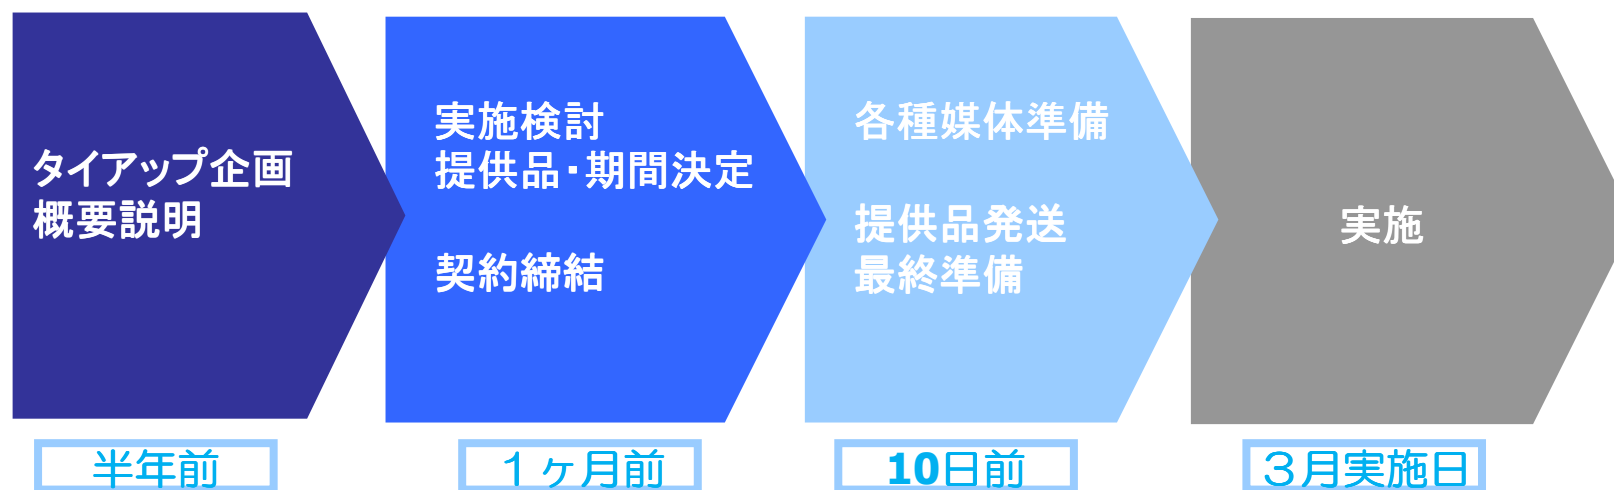 タイアップ企画
概要説明
実施検討
提供品・期間決定
契約締結
各種媒体準備
提供品発送
最終準備
実施
半年前
１ヶ月前
10日前
３月実施日